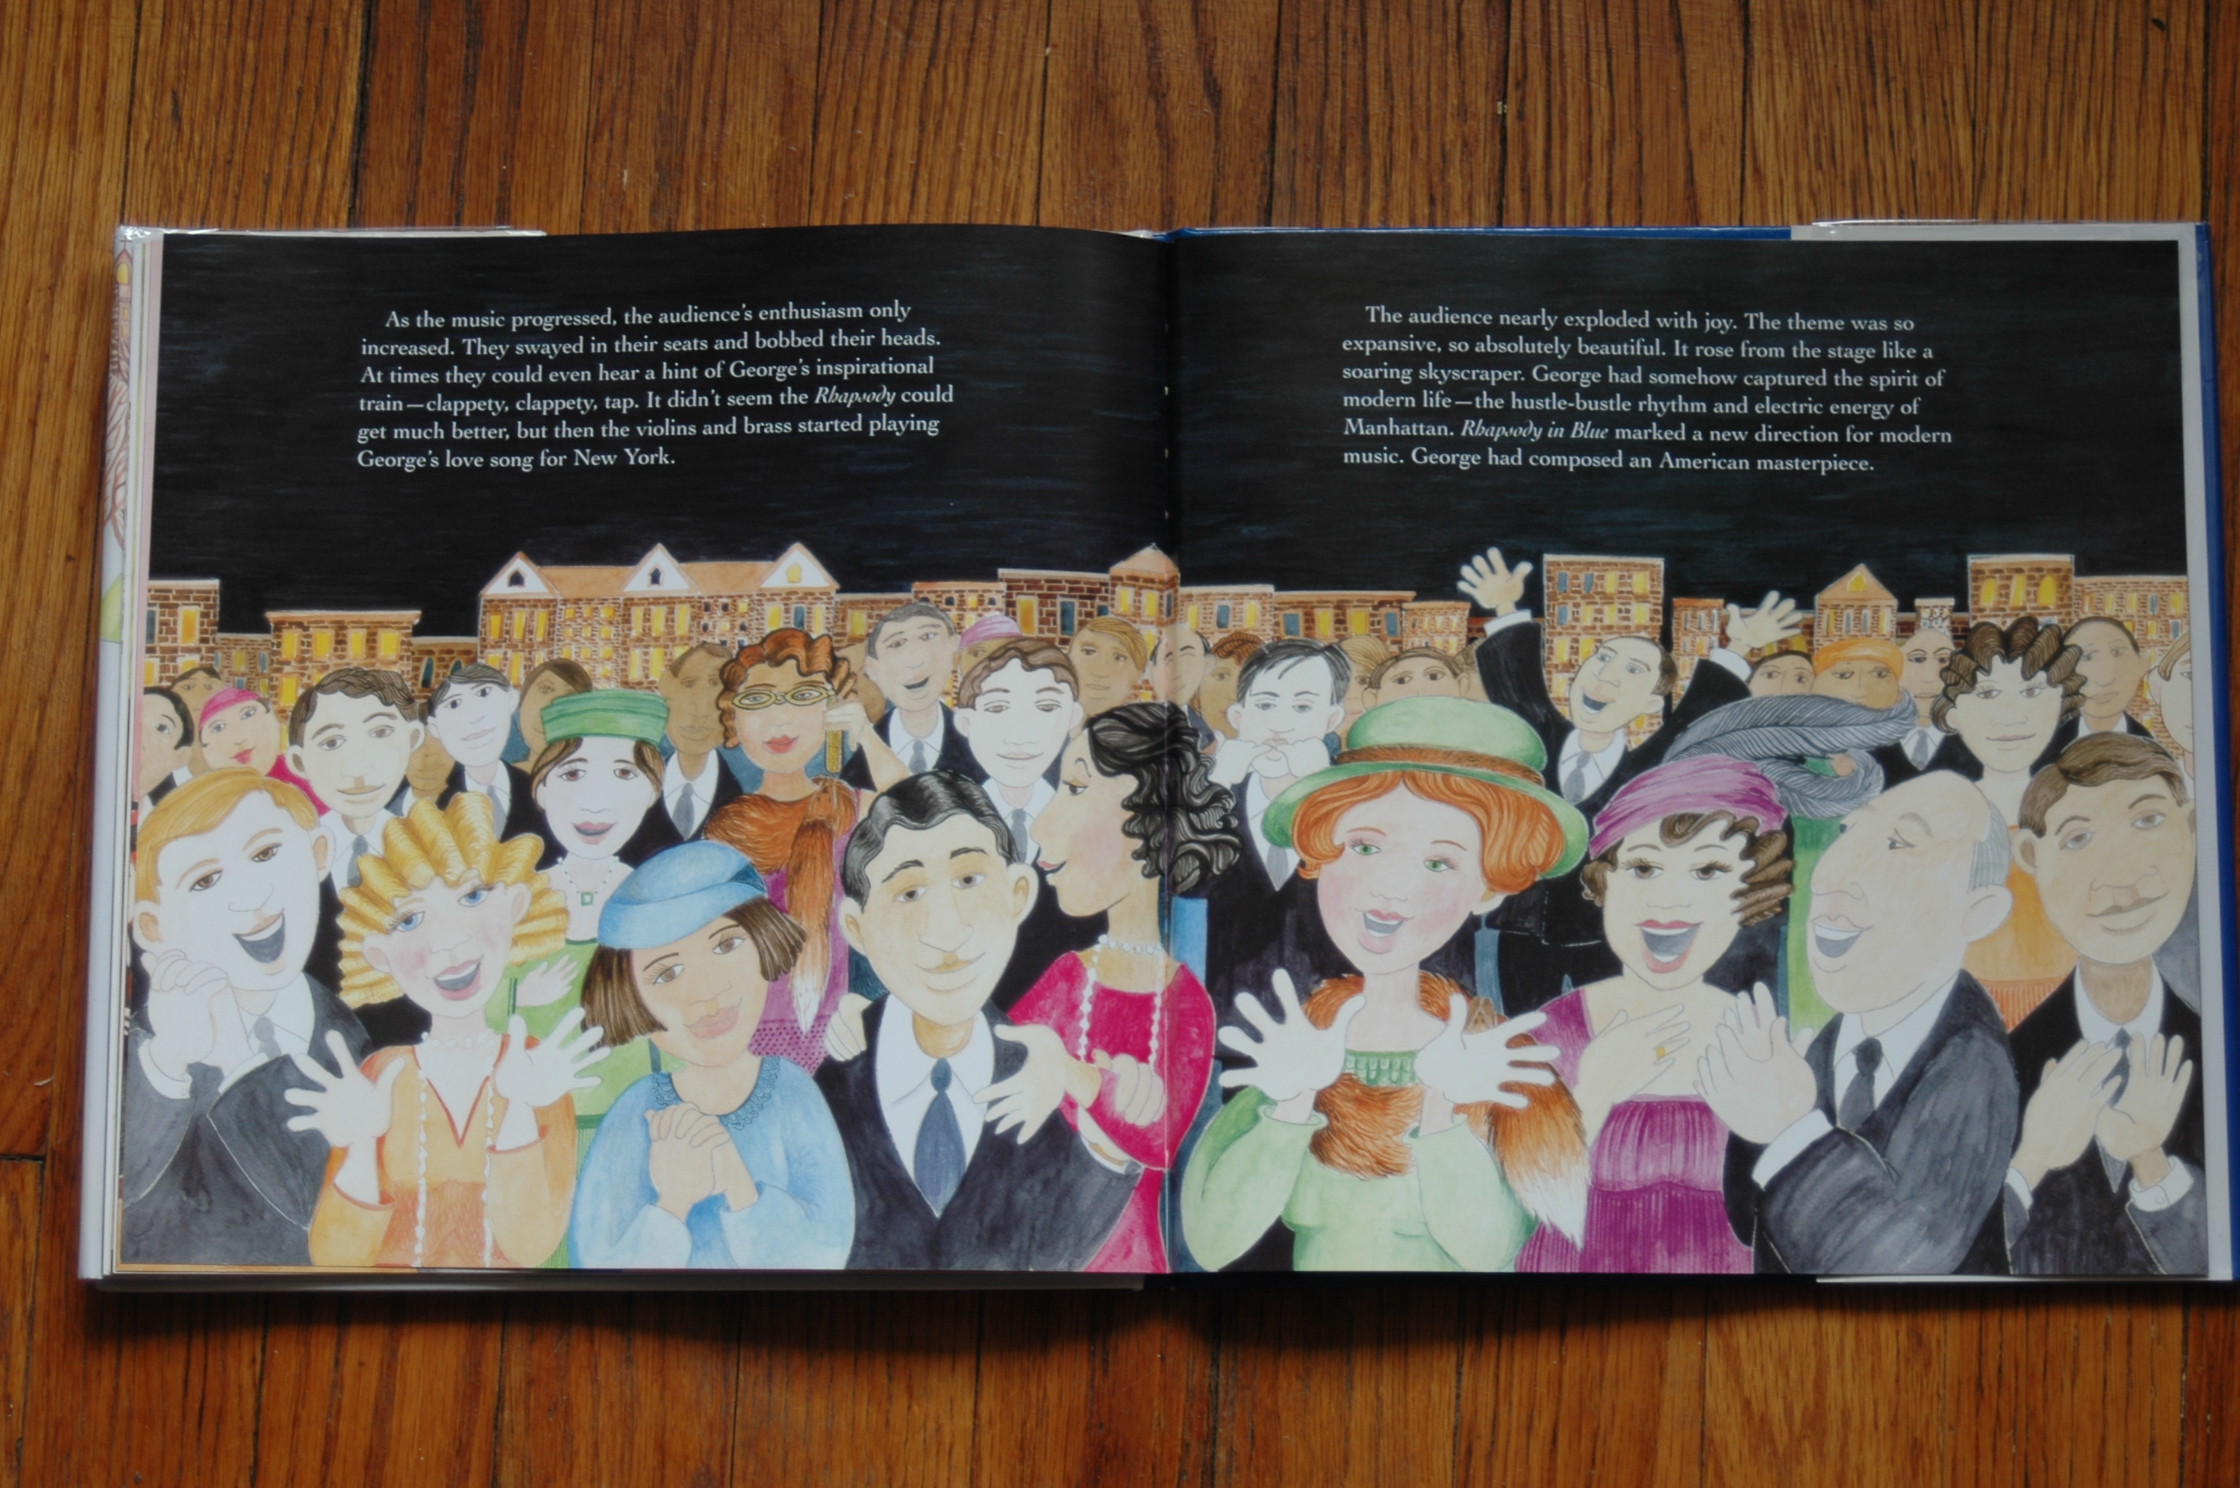 As the music progressed, the audience's enthusiasm only
increased. They swayed in their seats and bobbed their heads.
At times they could even hear a hint of George's inspirational
train—clappety, clappety, tap. It didn't seem the Rhapsody could
get much better, but then the violins and brass started playing
George's love song for New York.
The audience nearly exploded with joy. The theme was so
expansive, so absolutely beautiful. It rose from the stage like a
soaring skyscraper. George had somehow captured the spirit of
modern life—the hustle-bustle rhythm and electric energy of
Manhattan. Rhapsody in Blue marked a new direction for modern
music. George had composed an American masterpiece.